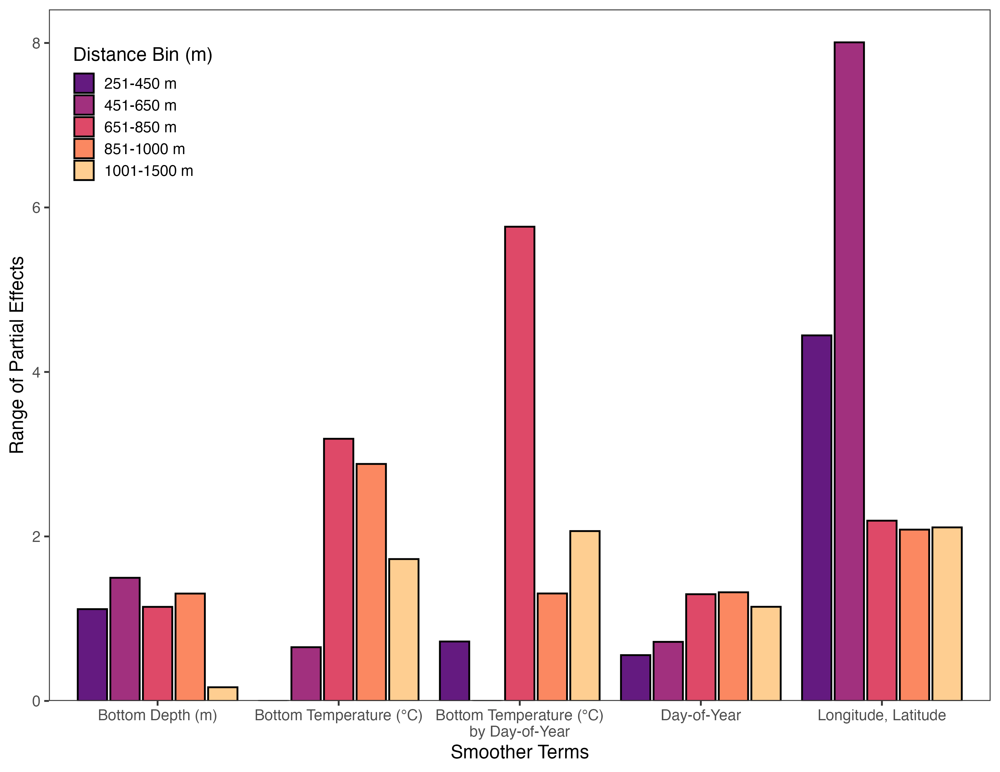 Distance Bin (m)
251-450 m
451-650 m
651-850 m
851-1000 m
1001-1500 m
Range of Partial Effects
8
6
4
2
0
Bottom Depth (m)
Bottom Temperature (°C)
Bottom Temperature (°C)
by Day-of-Year
Day-of-Year
Longitude, Latitude
Smoother Terms